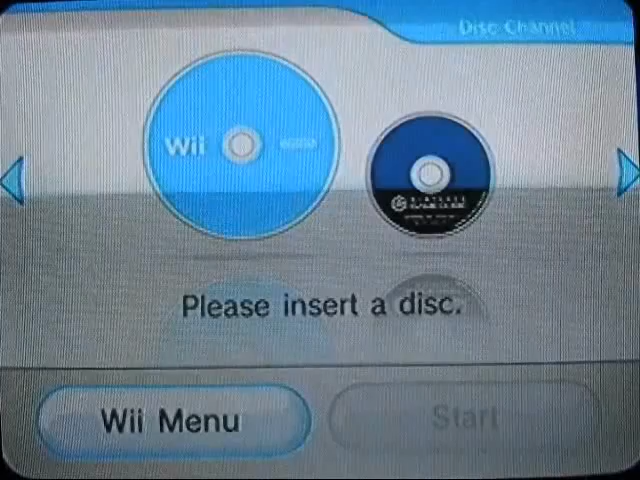 Disc Channel
Wii
Please insert a disc.
Wii Menu
Start